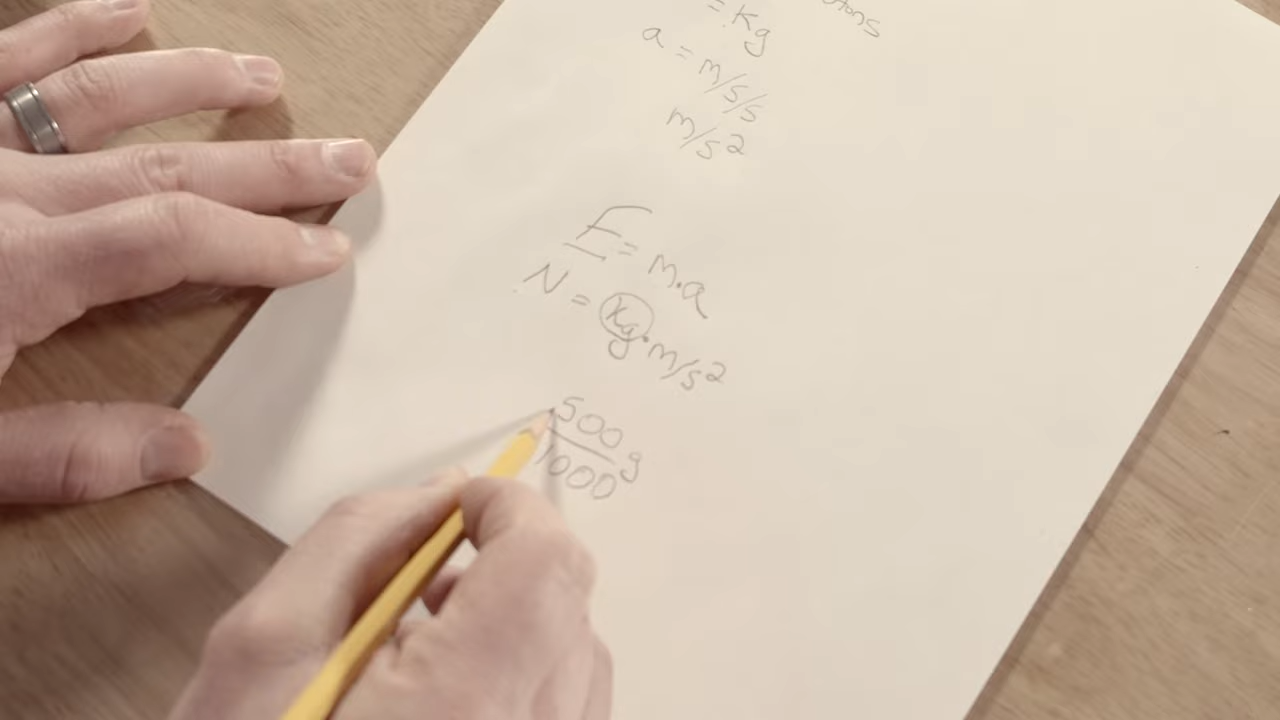 = kg
a = m/s/s
m/s²
F = m·a
N = kg·m/s²
500
1000 g